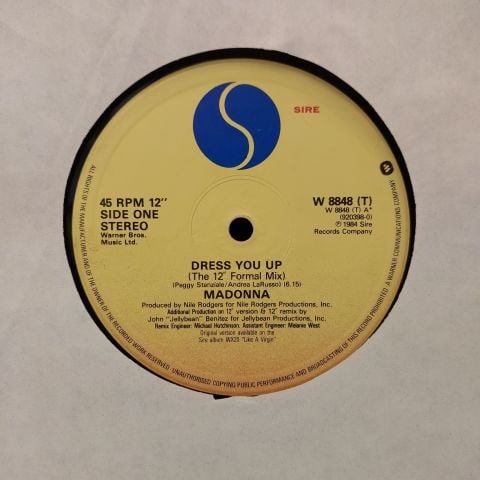 SIRE
45 RPM 12"
SIDE ONE
STEREO
Warner Bros.
Music Ltd.
W 8848 (T)
W 8848 (T) A*
(920398-0)
℗ 1984 Sire
Records Company
DRESS YOU UP
(The 12" Formal Mix)
(Peggy Stanziale/Andrea LaRusso) (6.15)
MADONNA
Produced by Nile Rodgers for Nile Rodgers Productions, Inc.
Additional Production on 12" version & 12" remix by
John "Jellybean" Benitez for Jellybean Productions, Inc.
Remix Engineer: Michael Hutchinson. Assistant Engineer: Melanie West
Original version available on the
Sire album WX20 "Like A Virgin"
ALL RIGHTS OF THE MANUFACTURER AND OF THE OWNER OF THE RECORDED WORK RESERVED. UNAUTHORISED COPYING PUBLIC PERFORMANCE AND BROADCASTING OF THIS RECORD PROHIBITED. A WARNER COMMUNICATIONS COMPANY.